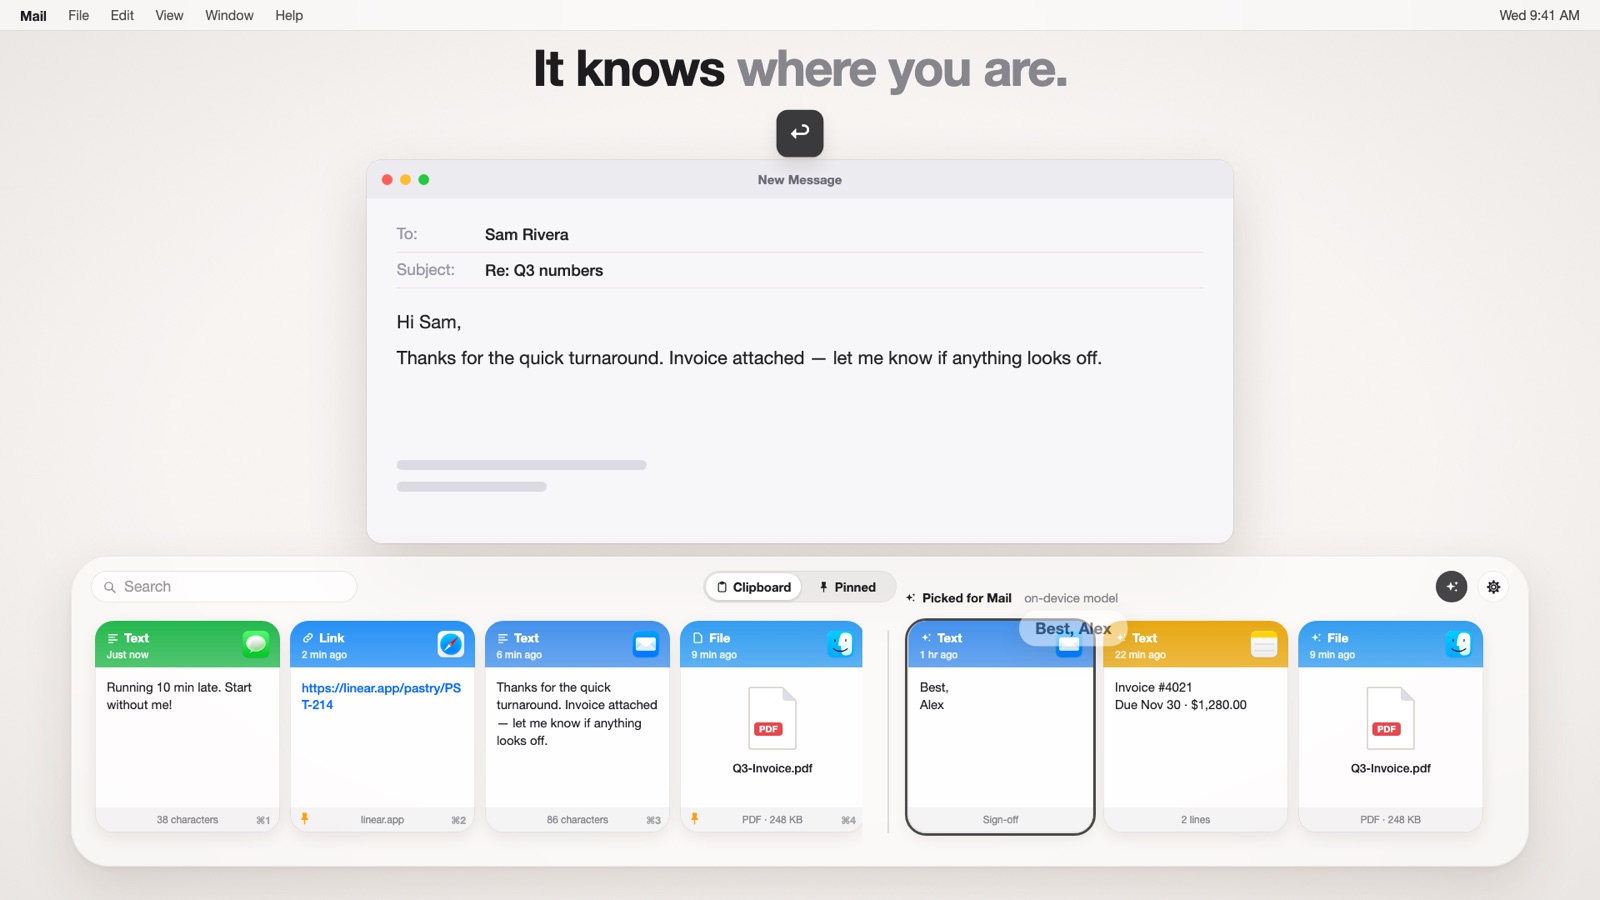 Mail File Edit View Window Help Wed 9:41 AM
It knows where you are.
New Message
To: Sam Rivera
Subject: Re: Q3 numbers
Hi Sam,
Thanks for the quick turnaround. Invoice attached — let me know if anything looks off.
Search
Clipboard
Pinned
Picked for Mail on-device model
Text
Just now
Running 10 min late. Start
without me!
38 characters ⌘1
Link
2 min ago
https://linear.app/pastry/PS
T-214
linear.app ⌘2
Text
6 min ago
Thanks for the quick
turnaround. Invoice attached
— let me know if anything
looks off.
86 characters ⌘3
File
9 min ago
PDF
Q3-Invoice.pdf
PDF · 248 KB ⌘4
Text
1 hr ago
Best, Alex
Best,
Alex
Sign-off
Text
22 min ago
Invoice #4021
Due Nov 30 · $1,280.00
2 lines
File
9 min ago
PDF
Q3-Invoice.pdf
PDF · 248 KB